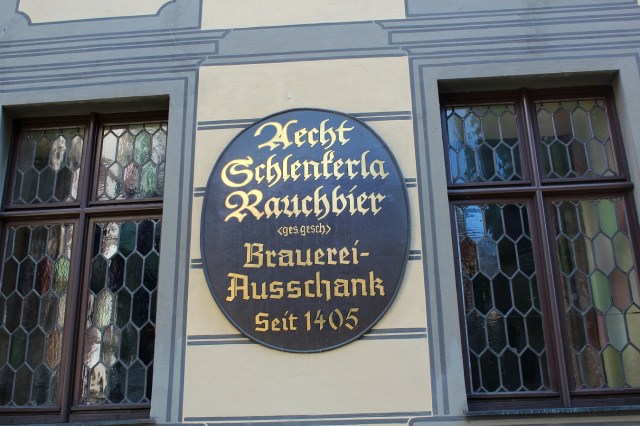 Aecht
Schlenkerla
Rauchbier
<ges.gesch>
Brauerei-
Ausschank
Seit 1405